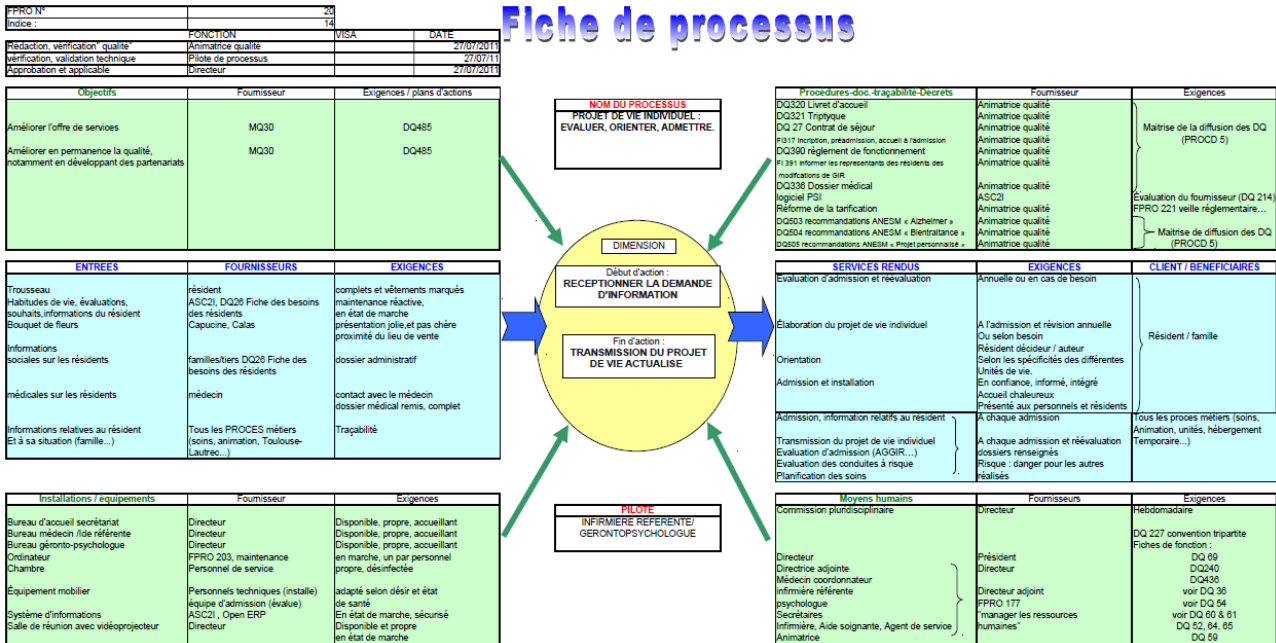 FPRO N° 20
Indice : 14
FONCTION VISA DATE
Rédaction, vérification" qualité" Animatrice qualité 27/07/2011
vérification, validation technique Pilote de processus 27/07/11
Approbation et applicable Directeur 27/07/2011
Fiche de processus
Objectifs Fournisseur Exigences / plans d'actions
Améliorer l'offre de services MQ30 DQ485
Améliorer en permanence la qualité, MQ30 DQ485
notamment en développant des partenariats
NOM DU PROCESSUS
PROJET DE VIE INDIVIDUEL :
EVALUER, ORIENTER, ADMETTRE.
Procédures-doc.-traçabilité-Décrets Fournisseur Exigences
DQ320 Livret d'accueil Animatrice qualité
DQ321 Triptyque Animatrice qualité
DQ 27 Contrat de séjour Animatrice qualité Maitrise de la diffusion des DQ
FI317 Incription, préadmission, accueil à l'admission Animatrice qualité (PROCD 5)
DQ390 règlement de fonctionnement Animatrice qualité
FI 391 Informer les representants des résidents des Animatrice qualité
modifcations de GIR
DQ336 Dossier médical Animatrice qualité
logiciel PSI ASC2I Évaluation du fournisseur (DQ 214)
Réforme de la tarification Animatrice qualité FPRO 221 veille réglementaire…
DQ503 recommandations ANESM « Alzheimer » Animatrice qualité
DQ504 recommandations ANESM « Bientraitance » Animatrice qualité Maitrise de diffusion des DQ
DQ505 recommandations ANESM « Projet personnalisé » Animatrice qualité (PROCD 5)
ENTREES FOURNISSEURS EXIGENCES
Trousseau résident complets et vêtements marqués
Habitudes de vie, évaluations, ASC2I, DQ26 Fiche des besoins maintenance réactive,
souhaits,informations du résident des résidents en état de marche
Bouquet de fleurs Capucine, Calas présentation jolie,et pas chère
proximité du lieu de vente
Informations
sociales sur les résidents familles/tiers DQ26 Fiche des dossier administratif
besoins des résidents
médicales sur les résidents médecin contact avec le médecin
dossier médical remis, complet
Informations relatives au résident Tous les PROCES métiers Traçabilité
Et à sa situation (famille...) (soins, animation, Toulouse-
Lautrec...)
DIMENSION
Début d'action :
RECEPTIONNER LA DEMANDE
D'INFORMATION
Fin d'action :
TRANSMISSION DU PROJET
DE VIE ACTUALISE
SERVICES RENDUS EXIGENCES CLIENT / BENEFICIAIRES
Evaluation d'admission et réévaluation Annuelle ou en cas de besoin
Élaboration du projet de vie individuel A l'admission et révision annuelle
Ou selon besoin Résident / famille
Résident décideur / auteur
Orientation Selon les spécificités des différentes
Unités de vie.
Admission et installation En confiance, informé, intégré
Accueil chaleureux
Présenté aux personnels et résidents
Admission, information relatifs au résident A chaque admission Tous les proces métiers (soins,
Animation, unités, hébergement
Transmission du projet de vie individuel A chaque admission et réévaluation Temporaire...)
Evaluation d'admission (AGGIR...) dossiers renseignés
Evaluation des conduites à risque Risque : danger pour les autres
Planification des soins réalisés
Installations / équipements Fournisseur Exigences
Bureau d'accueil secrétariat Directeur Disponible, propre, accueillant
Bureau médecin /Ide référente Directeur Disponible, propre, accueillant
Bureau géronto-psychologue Directeur Disponible, propre, accueillant
Ordinateur FPRO 203, maintenance en marche, un par personnel
Chambre Personnel de service propre, désinfectée
Équipement mobilier Personnels techniques (installe) adapté selon désir et état
équipe d'admission (évalue) de santé
Système d'informations ASC2I , Open ERP En état de marche, sécurisé
Salle de réunion avec vidéoprojecteur Directeur Disponible et propre
en état de marche
PILOTE
INFIRMIERE REFERENTE/
GERONTOPSYCHOLOGUE
Moyens humains Fournisseurs Exigences
Commission pluridisciplinaire Directeur Hebdomadaire
DQ 227 convention tripartite
Fiches de fonction :
Directeur Président DQ 69
Directrice adjointe Directeur DQ240
Médecin coordonnateur DQ436
infirmière référente Directeur adjoint voir DQ 36
psychologue FPRO 177 voir DQ 54
Secrétaires "manager les ressources voir DQ 60 & 61
Infirmière, Aide soignante, Agent de service humaines" DQ 52, 64, 65
Animatrice DQ 59